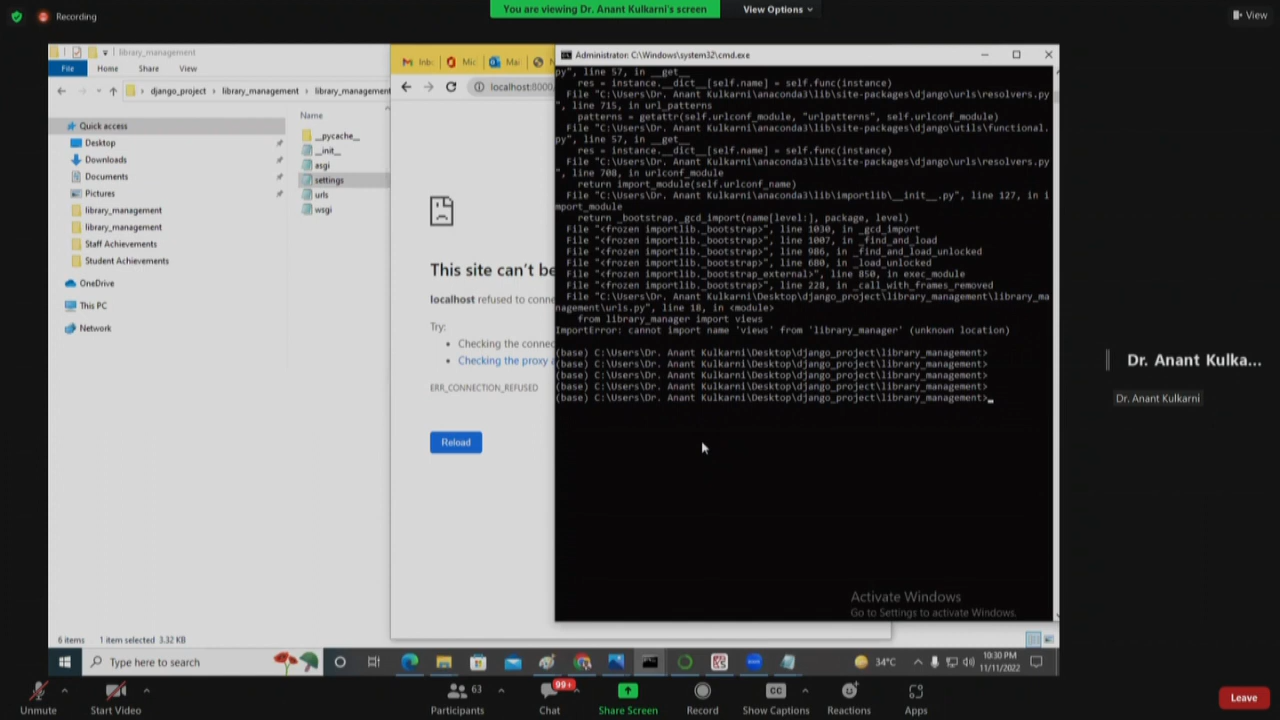 You are viewing Dr. Anant Kulkarni's screen
View Options
Recording
View
library_management
File Home Share View
django_project library_management library_management
Quick access
Desktop
Downloads
Documents
Pictures
library_management
library_management
Staff Achievements
Student Achievements
OneDrive
This PC
Network
Name
__pycache__
__init__
asgi
settings
urls
wsgi
6 items 1 item selected 3.32 KB
localhost:8000
This site can't be
localhost refused to conne
Try:
Checking the connec
Checking the proxy a
ERR_CONNECTION_REFUSED
Reload
Administrator: C:\Windows\system32\cmd.exe
py", line 57, in __get__
res = instance.__dict__[self.name] = self.func(instance)
File "C:\Users\Dr. Anant Kulkarni\anaconda3\lib\site-packages\django\urls\resolvers.py
", line 715, in url_patterns
patterns = getattr(self.urlconf_module, "urlpatterns", self.urlconf_module)
File "C:\Users\Dr. Anant Kulkarni\anaconda3\lib\site-packages\django\utils\functional.
py", line 57, in __get__
res = instance.__dict__[self.name] = self.func(instance)
File "C:\Users\Dr. Anant Kulkarni\anaconda3\lib\site-packages\django\urls\resolvers.py
", line 708, in urlconf_module
return import_module(self.urlconf_name)
File "C:\Users\Dr. Anant Kulkarni\anaconda3\lib\importlib\__init__.py", line 127, in i
mport_module
return _bootstrap._gcd_import(name[level:], package, level)
File "<frozen importlib._bootstrap>", line 1030, in _gcd_import
File "<frozen importlib._bootstrap>", line 1007, in _find_and_load
File "<frozen importlib._bootstrap>", line 986, in _find_and_load_unlocked
File "<frozen importlib._bootstrap>", line 680, in _load_unlocked
File "<frozen importlib._bootstrap_external>", line 850, in exec_module
File "<frozen importlib._bootstrap>", line 228, in _call_with_frames_removed
File "C:\Users\Dr. Anant Kulkarni\Desktop\django_project\library_management\library_ma
nagement\urls.py", line 18, in <module>
from library_manager import views
ImportError: cannot import name 'views' from 'library_manager' (unknown location)
(base) C:\Users\Dr. Anant Kulkarni\Desktop\django_project\library_management>
(base) C:\Users\Dr. Anant Kulkarni\Desktop\django_project\library_management>
(base) C:\Users\Dr. Anant Kulkarni\Desktop\django_project\library_management>
(base) C:\Users\Dr. Anant Kulkarni\Desktop\django_project\library_management>
(base) C:\Users\Dr. Anant Kulkarni\Desktop\django_project\library_management>
Activate Windows
Go to Settings to activate Windows.
Dr. Anant Kulka...
Dr. Anant Kulkarni
Type here to search
34°C
10:30 PM
11/11/2022
Unmute
Start Video
63
Participants
99+
Chat
Share Screen
Record
CC
Show Captions
Reactions
Apps
Leave